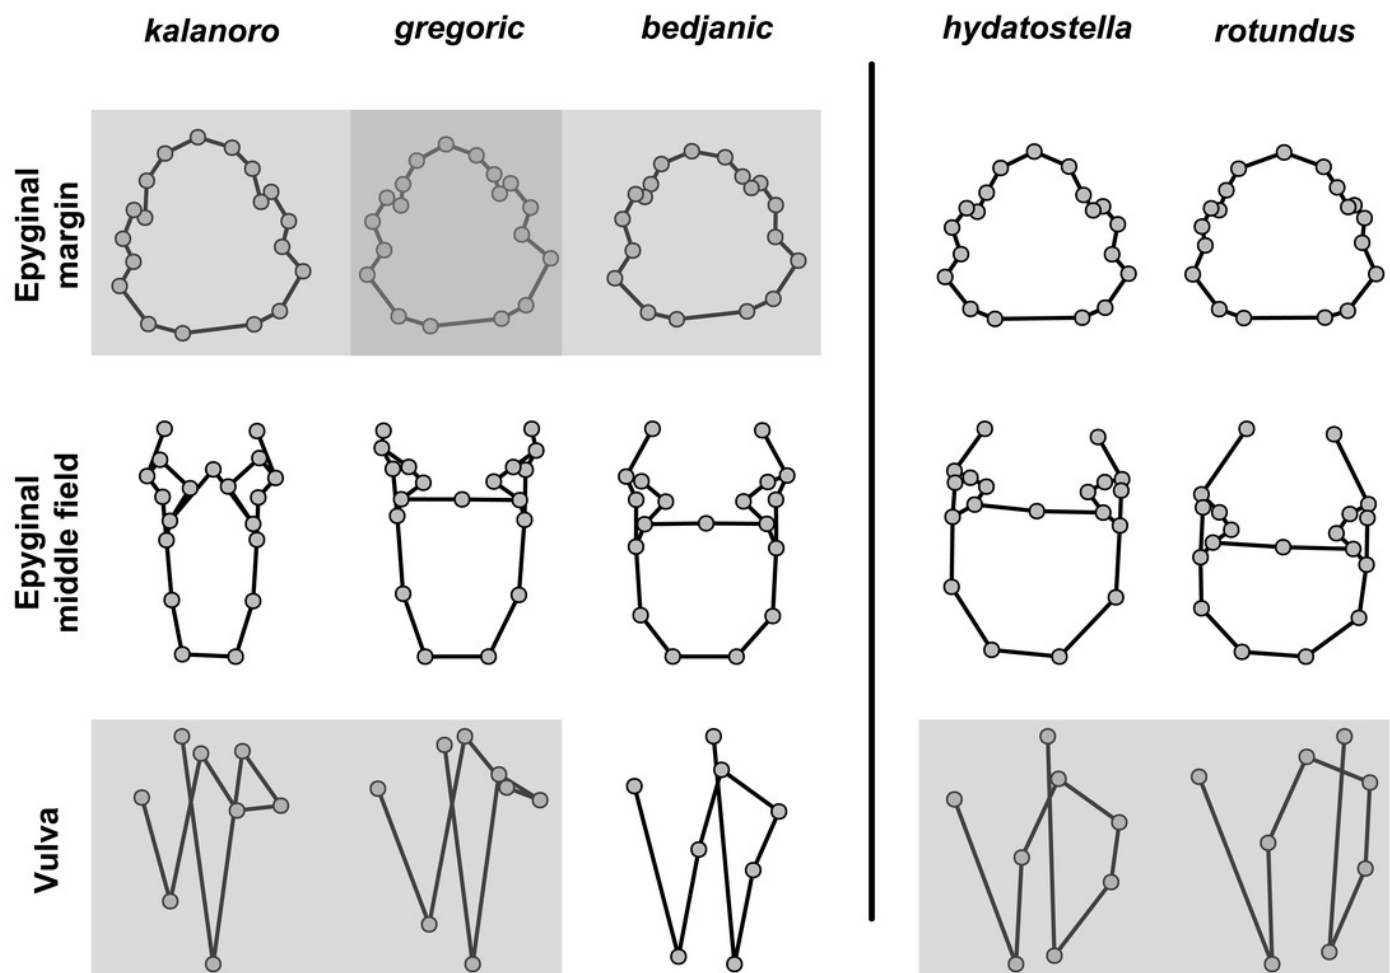 kalanoro gregoric bedjanic hydatostella rotundus
Epyginal
margin
Epyginal
middle field
Vulva